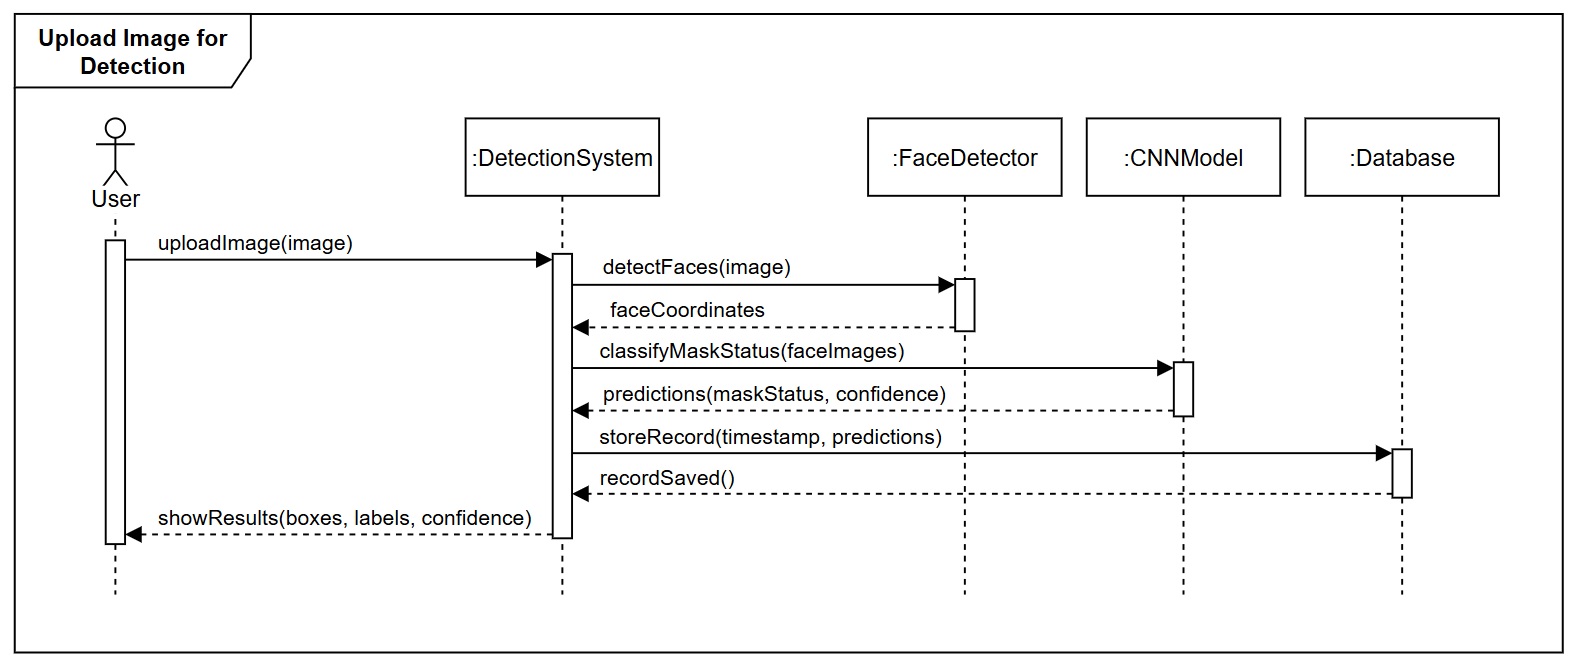 Upload Image for
Detection
User
:DetectionSystem
:FaceDetector
:CNNModel
:Database
uploadImage(image)
detectFaces(image)
faceCoordinates
classifyMaskStatus(faceImages)
predictions(maskStatus, confidence)
storeRecord(timestamp, predictions)
recordSaved()
showResults(boxes, labels, confidence)